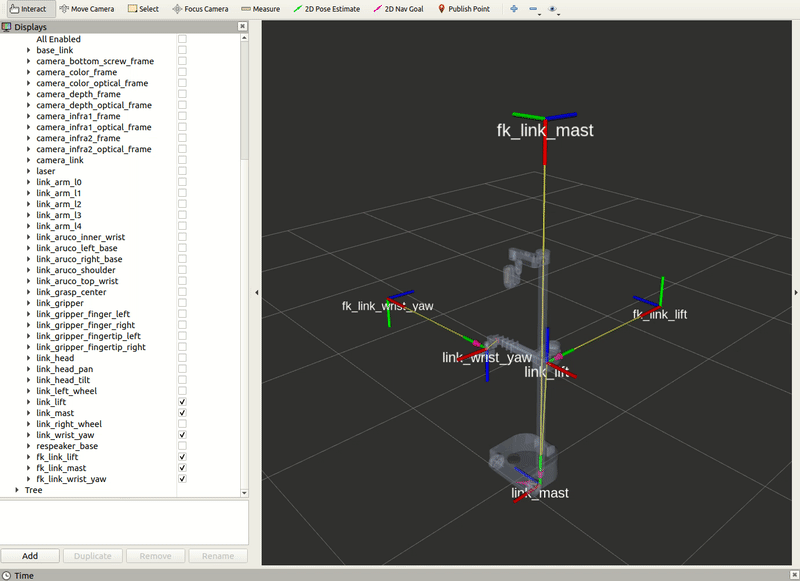 Interact Move Camera Select Focus Camera Measure 2D Pose Estimate 2D Nav Goal Publish Point
Displays
All Enabled
base_link
camera_bottom_screw_frame
camera_color_frame
camera_color_optical_frame
camera_depth_frame
camera_depth_optical_frame
camera_infra1_frame
camera_infra1_optical_frame
camera_infra2_frame
camera_infra2_optical_frame
camera_link
laser
link_arm_l0
link_arm_l1
link_arm_l2
link_arm_l3
link_arm_l4
link_aruco_inner_wrist
link_aruco_left_base
link_aruco_right_base
link_aruco_shoulder
link_aruco_top_wrist
link_grasp_center
link_gripper
link_gripper_finger_left
link_gripper_finger_right
link_gripper_fingertip_left
link_gripper_fingertip_right
link_head
link_head_pan
link_head_tilt
link_left_wheel
link_lift
link_mast
link_right_wheel
link_wrist_yaw
respeaker_base
fk_link_lift
fk_link_mast
fk_link_wrist_yaw
Tree
Add Duplicate Remove Rename
Time
fk_link_mast
fk_link_wrist_yaw
fk_link_lift
link_wrist_yaw
link_lift
link_mast